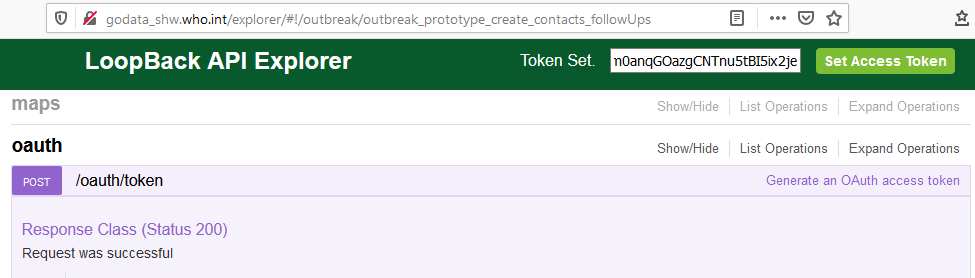 godata_shw.who.int/explorer/#!/outbreak/outbreak_prototype_create_contacts_followUps
LoopBack API Explorer Token Set. m0anqGOazgCNTnu5tBI5ix2je Set Access Token
maps Show/Hide List Operations Expand Operations
oauth Show/Hide List Operations Expand Operations
POST /oauth/token Generate an OAuth access token
Response Class (Status 200)
Request was successful